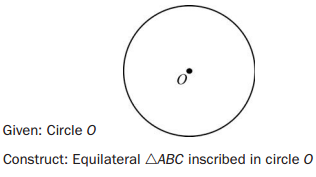 O
Given: Circle O
Construct: Equilateral △ABC inscribed in circle O